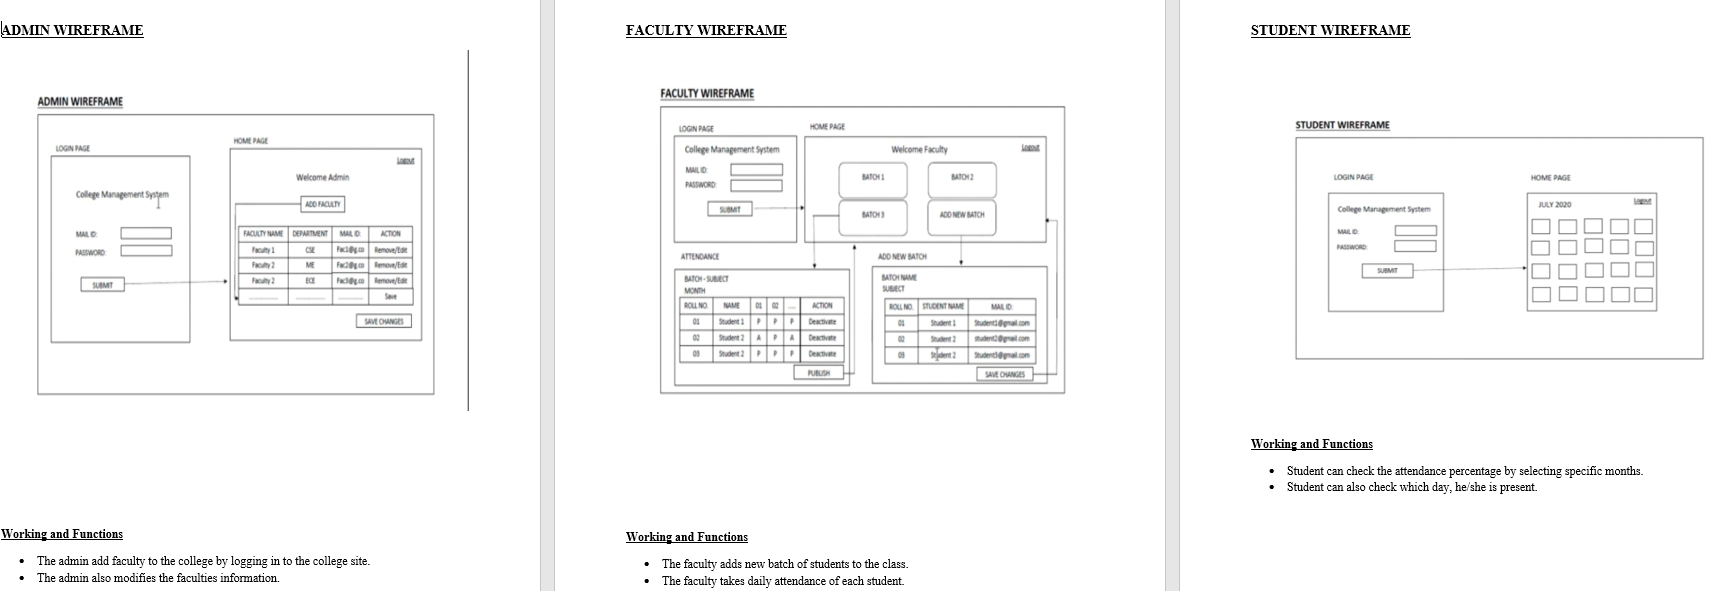 ADMIN WIREFRAME
ADMIN WIREFRAME
LOGIN PAGE
College Management System
MAIL ID:
PASSWORD:
SUBMIT
HOME PAGE
Logout
Welcome Admin
ADD FACULTY
FACULTY NAME DEPARTMENT MAIL ID: ACTION
Faculty 1 CSE Fac1@g.co Remove/Edit
Faculty 2 ME Fac2@g.co Remove/Edit
Faculty 2 ECE Fac3@g.co Remove/Edit
Save
SAVE CHANGES
Working and Functions
• The admin add faculty to the college by logging in to the college site.
• The admin also modifies the faculties information.
FACULTY WIREFRAME
FACULTY WIREFRAME
LOGIN PAGE
College Management System
MAIL ID:
PASSWORD:
SUBMIT
HOME PAGE
Welcome Faculty
Logout
BATCH 1 BATCH 2
BATCH 3 ADD NEW BATCH
ATTENDANCE
BATCH - SUBJECT
MONTH
ROLL NO. NAME 01 02 ... ACTION
01 Student 1 P P P Deactivate
02 Student 2 A P A Deactivate
03 Student 2 P P P Deactivate
PUBLISH
ADD NEW BATCH
BATCH NAME
SUBJECT
ROLL NO. STUDENT NAME MAIL ID:
01 Student 1 Student1@gmail.com
02 Student 2 student2@gmail.com
03 Student 2 Student3@gmail.com
SAVE CHANGES
Working and Functions
• The faculty adds new batch of students to the class.
• The faculty takes daily attendance of each student.
STUDENT WIREFRAME
STUDENT WIREFRAME
LOGIN PAGE
College Management System
MAIL ID:
PASSWORD:
SUBMIT
HOME PAGE
JULY 2020
Logout
Working and Functions
• Student can check the attendance percentage by selecting specific months.
• Student can also check which day, he/she is present.